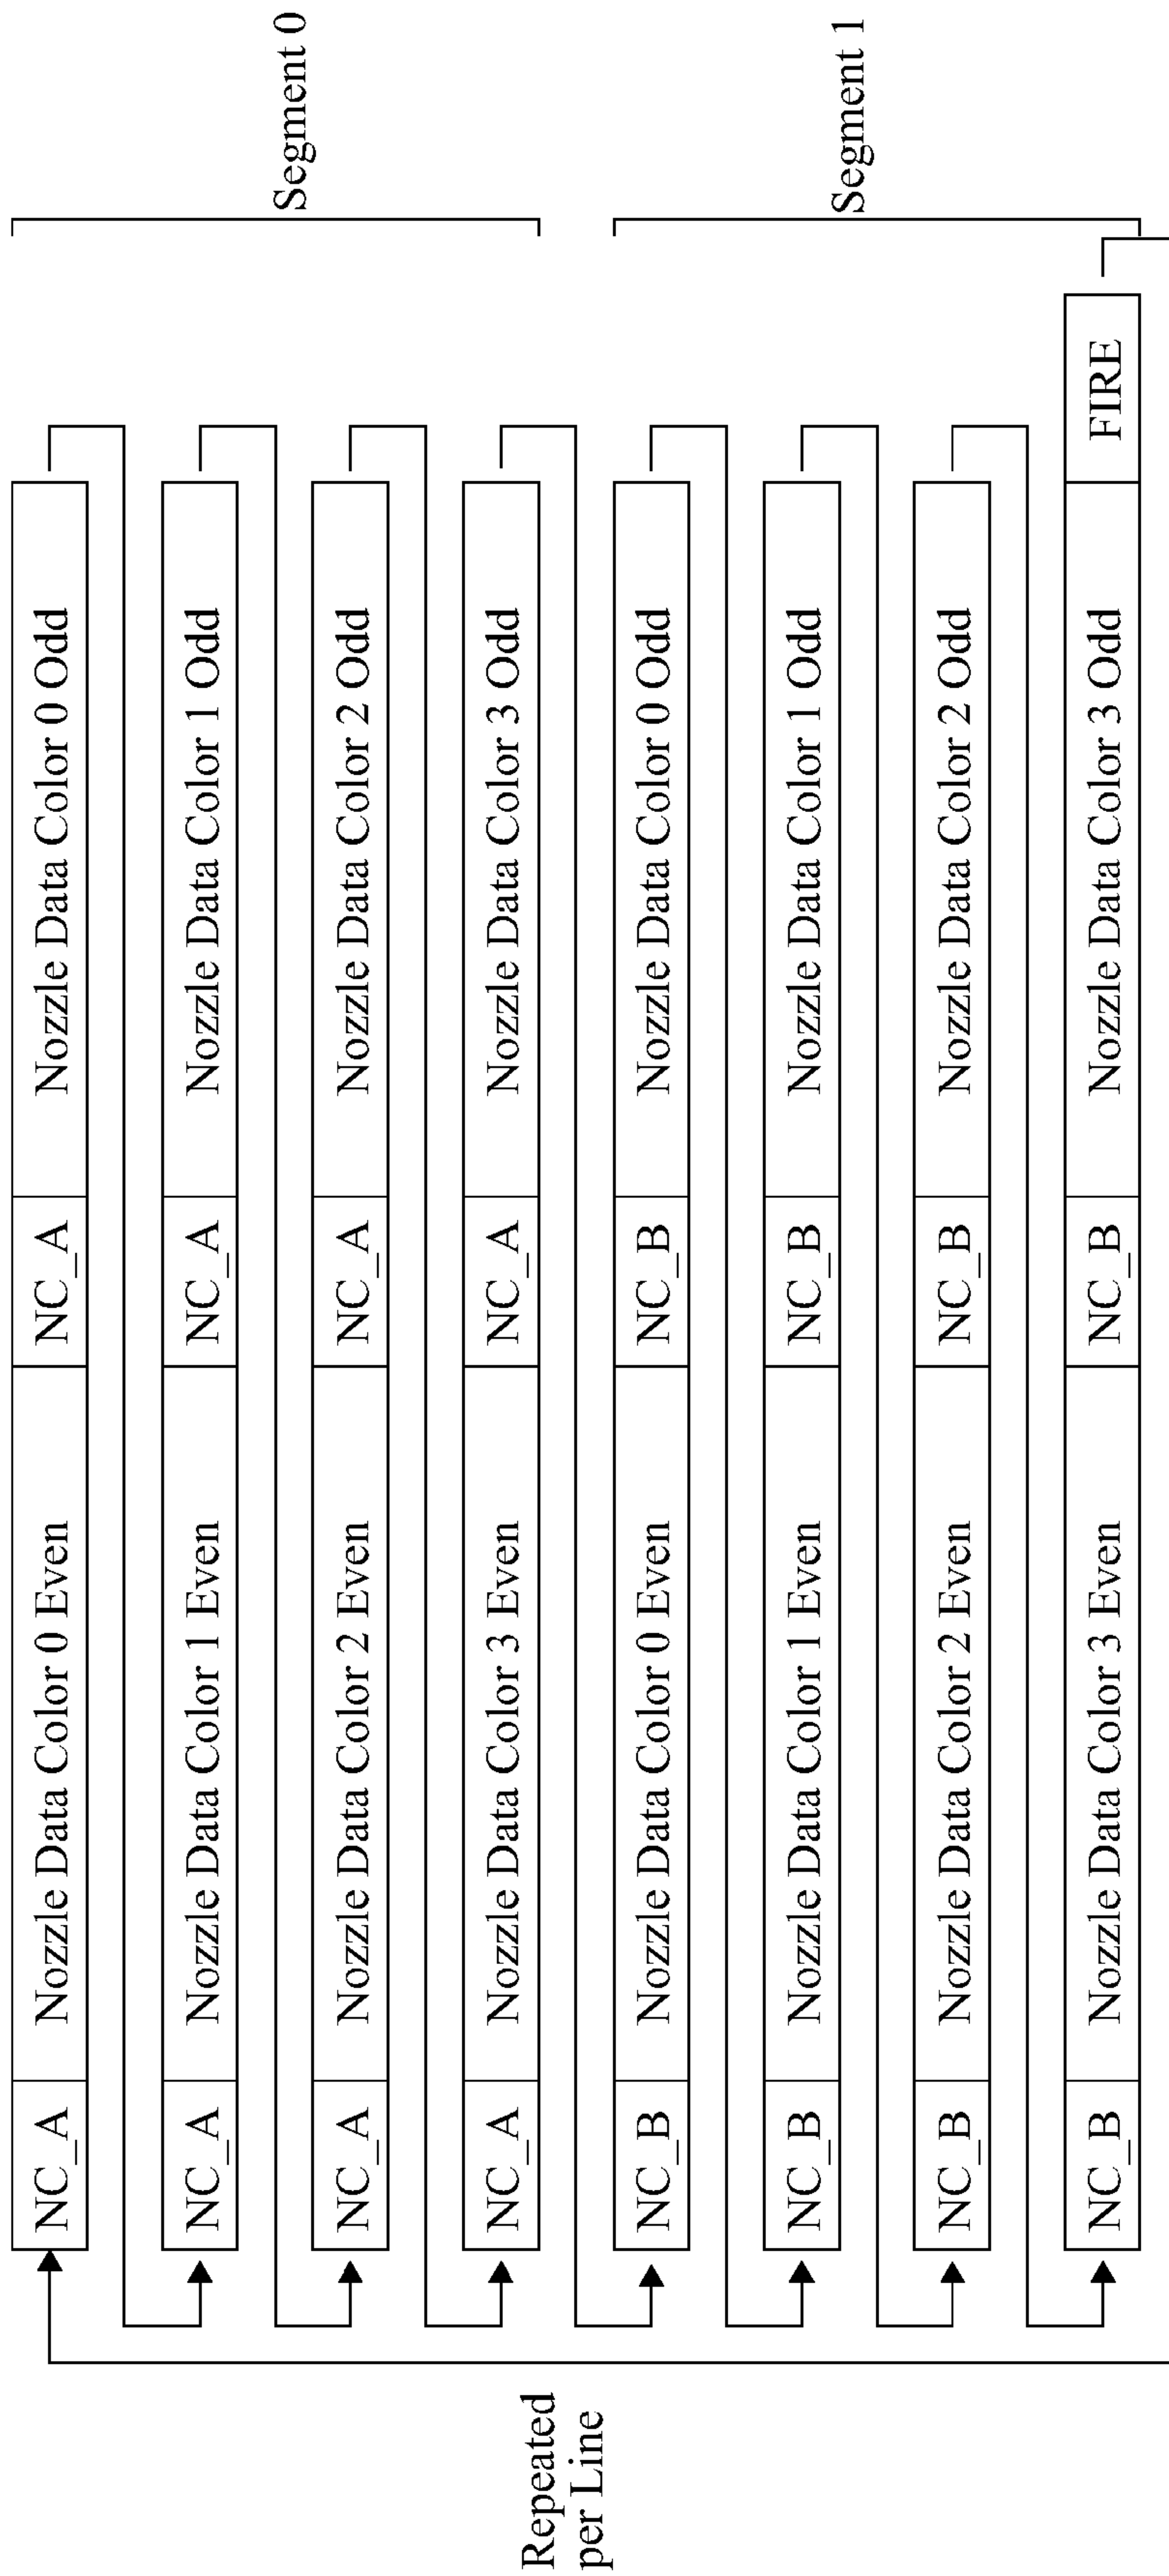 NC_A Nozzle Data Color 0 Even NC_A Nozzle Data Color 0 Odd
NC_A Nozzle Data Color 1 Even NC_A Nozzle Data Color 1 Odd
Segment 0
NC_A Nozzle Data Color 2 Even NC_A Nozzle Data Color 2 Odd
NC_A Nozzle Data Color 3 Even NC_A Nozzle Data Color 3 Odd
Repeated
per Line
NC_B Nozzle Data Color 0 Even NC_B Nozzle Data Color 0 Odd
NC_B Nozzle Data Color 1 Even NC_B Nozzle Data Color 1 Odd
Segment 1
NC_B Nozzle Data Color 2 Even NC_B Nozzle Data Color 2 Odd
NC_B Nozzle Data Color 3 Even NC_B Nozzle Data Color 3 Odd FIRE